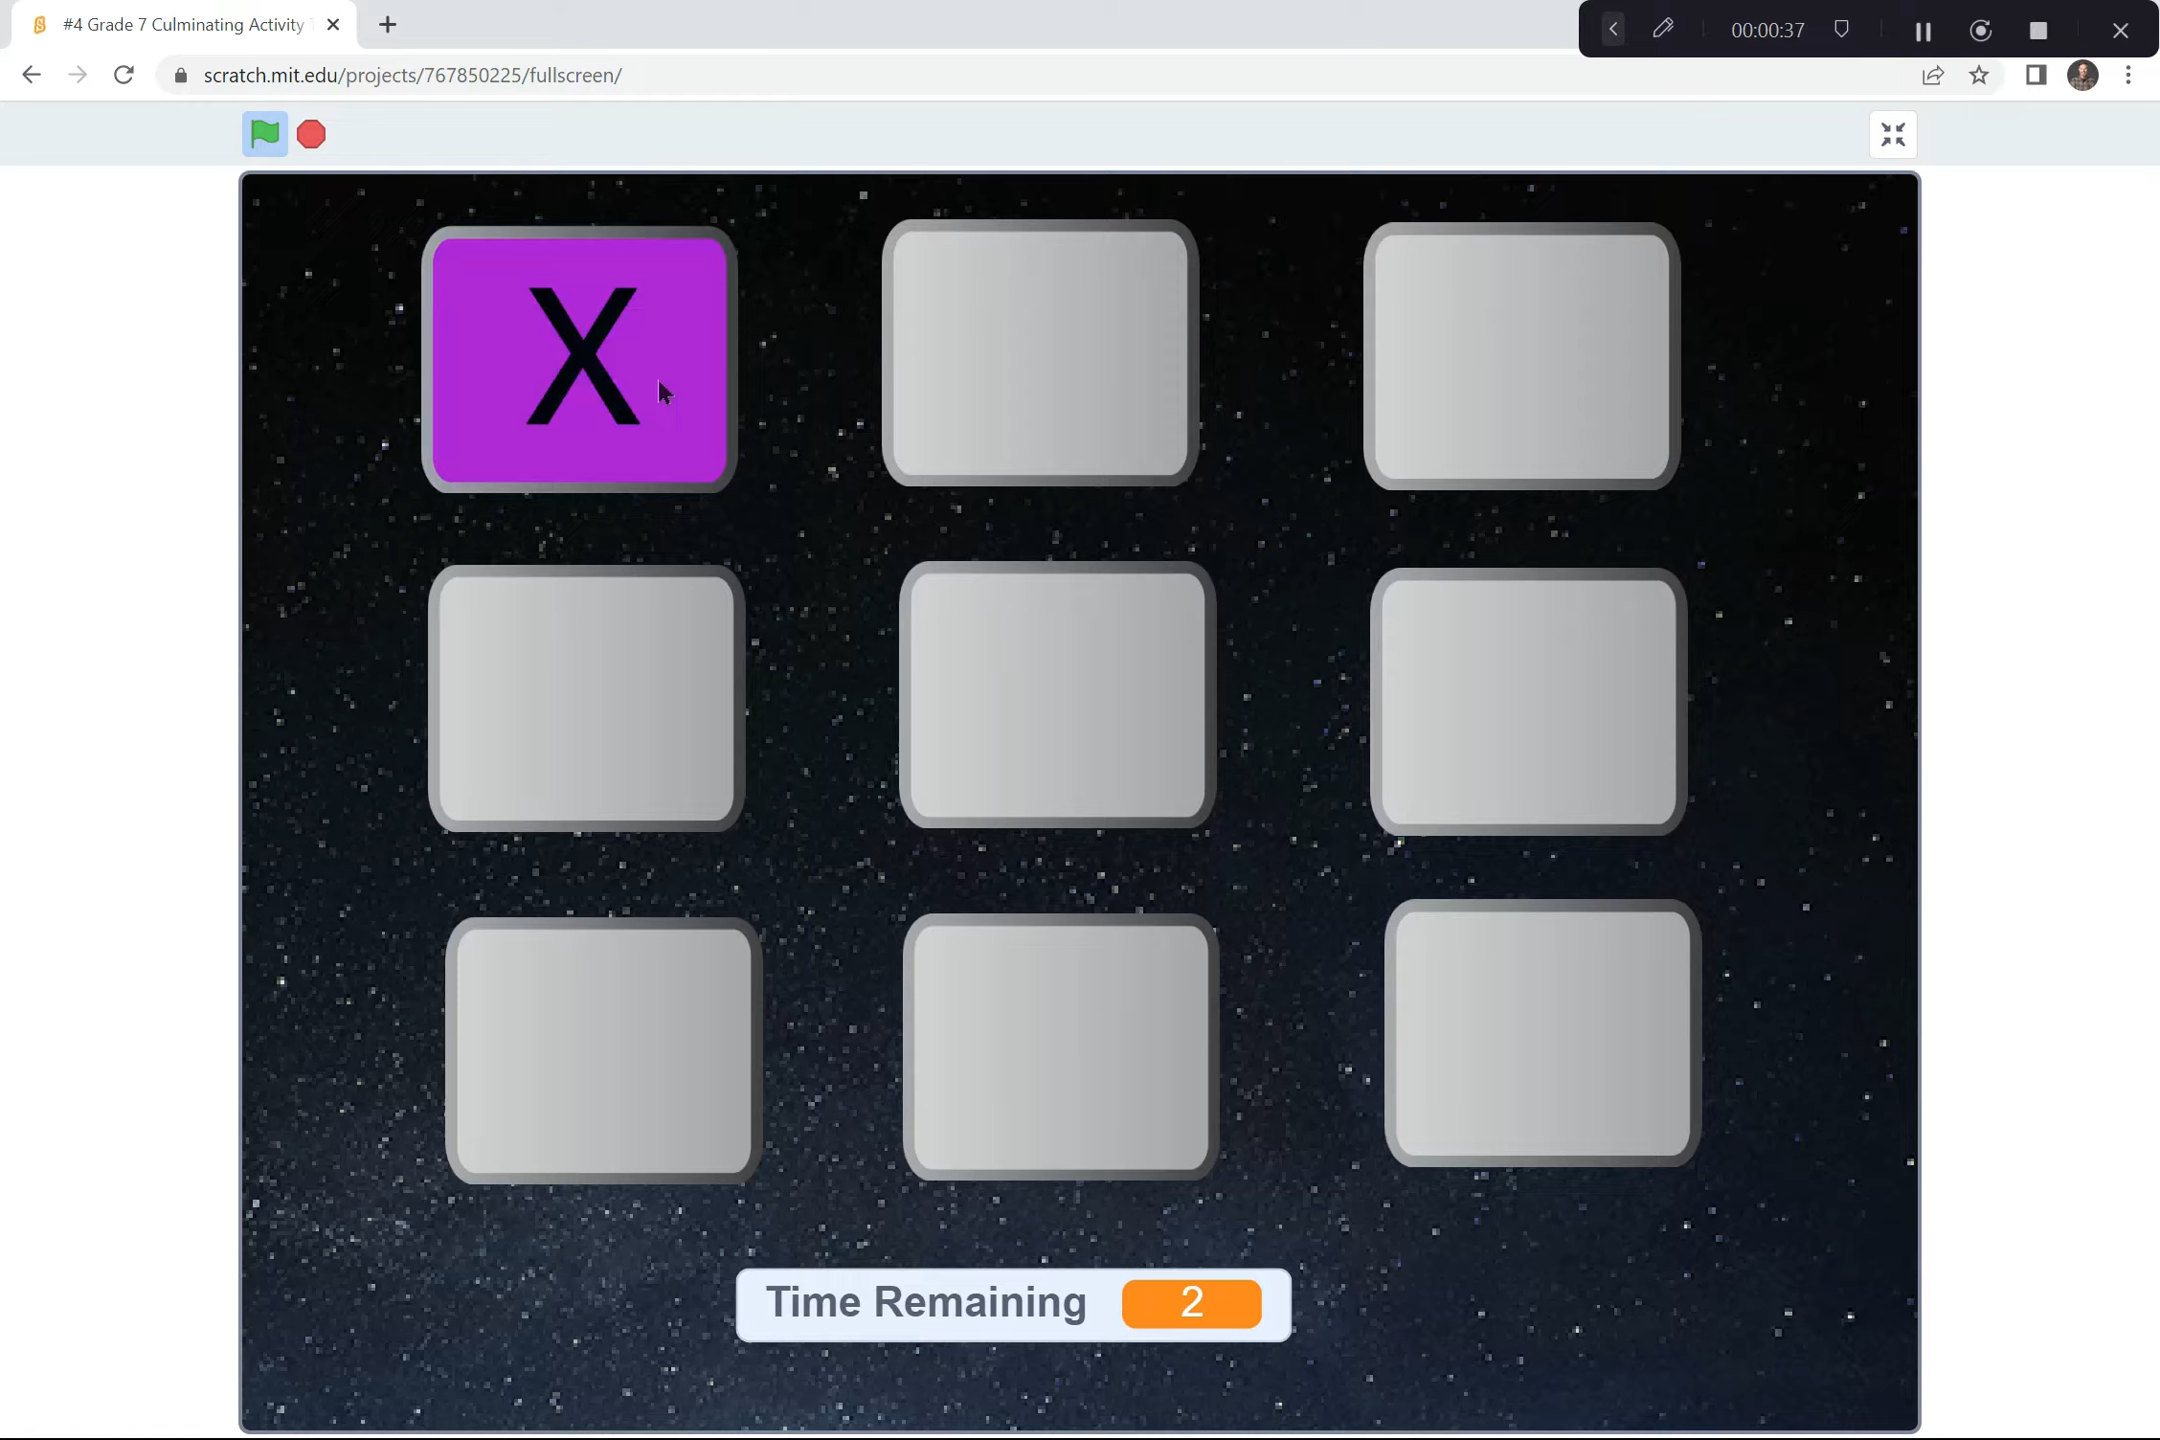 #4 Grade 7 Culminating Activity
00:00:37
scratch.mit.edu/projects/767850225/fullscreen/
X
Time Remaining 2